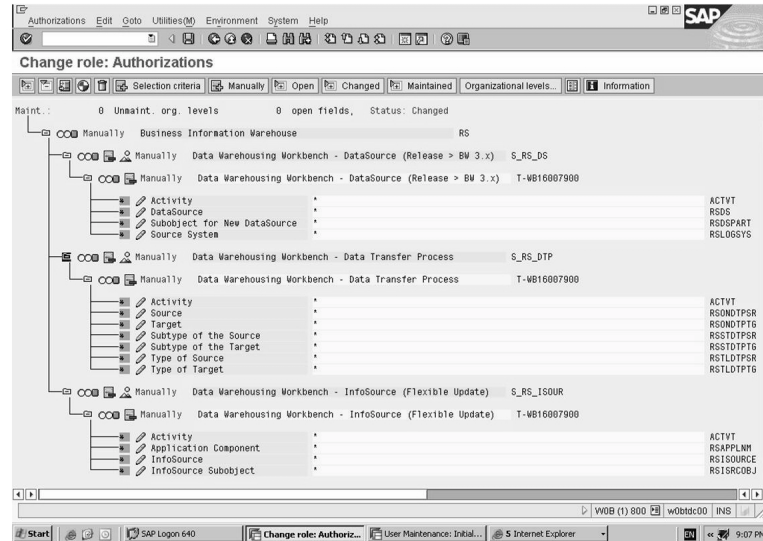 Authorizations Edit Goto Utilities(M) Environment System Help
SAP
Change role: Authorizations
Selection criteria Manually Open Changed Maintained Organizational levels... Information
Maint.: 0 Unmaint. org. levels 0 open fields, Status: Changed
Manually Business Information Warehouse RS
Manually Data Warehousing Workbench - DataSource (Release > BW 3.x) S_RS_DS
Manually Data Warehousing Workbench - DataSource (Release > BW 3.x) T-WB16007900
Activity * ACTVT
DataSource * RSDS
Subobject for New DataSource * RSDSPART
Source System * RSLOGSYS
Manually Data Warehousing Workbench - Data Transfer Process S_RS_DTP
Manually Data Warehousing Workbench - Data Transfer Process T-WB16007900
Activity * ACTVT
Source * RSONDTPSR
Target * RSONDTPTG
Subtype of the Source * RSSTDTPSR
Subtype of the Target * RSSTDTPTG
Type of Source * RSTLDTPSR
Type of Target * RSTLDTPTG
Manually Data Warehousing Workbench - InfoSource (Flexible Update) S_RS_ISOUR
Manually Data Warehousing Workbench - InfoSource (Flexible Update) T-WB16007900
Activity * ACTVT
Application Component * RSAPPLNM
InfoSource * RSISOURCE
InfoSource Subobject * RSISRCOBJ
W0B (1) 800 w0btdc00 INS
Start SAP Logon 640 Change role: Authoriz... User Maintenance: Initial... 5 Internet Explorer EN « 9:07 PM